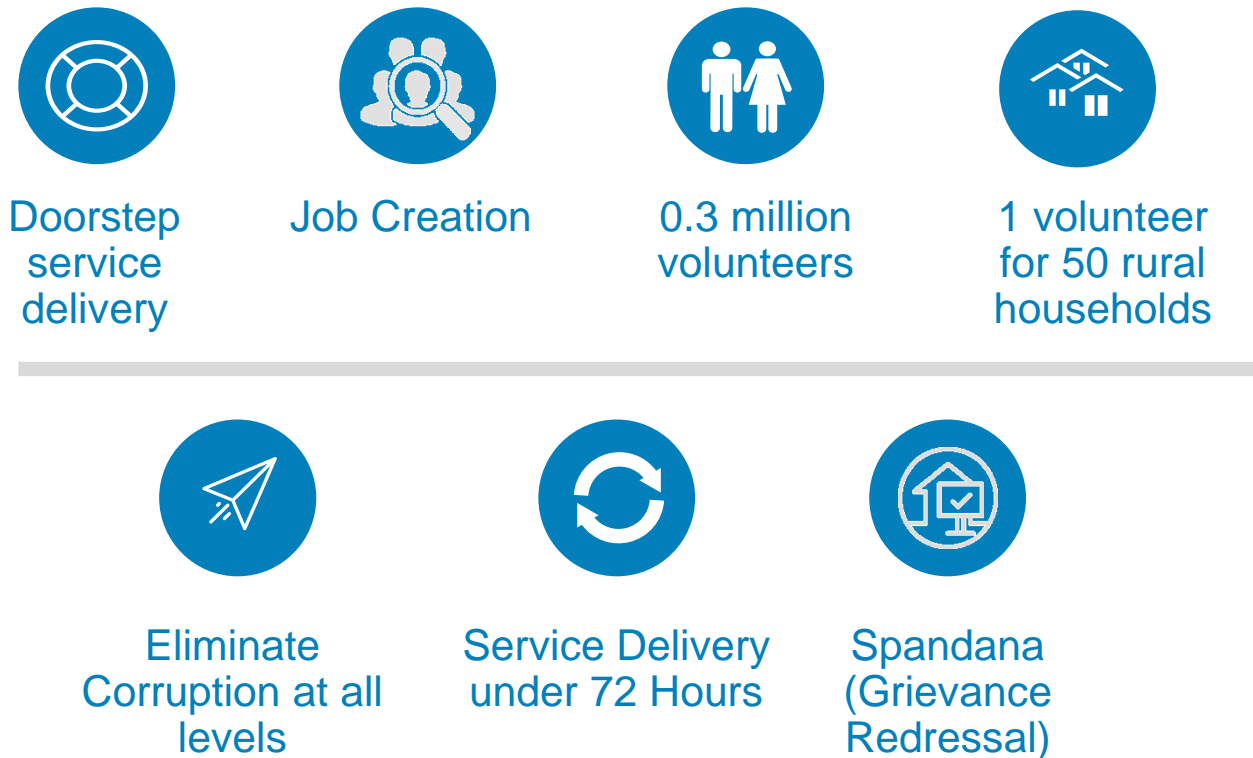 Doorstep
service
delivery
Job Creation
0.3 million
volunteers
1 volunteer
for 50 rural
households
Eliminate
Corruption at all
levels
Service Delivery
under 72 Hours
Spandana
(Grievance
Redressal)